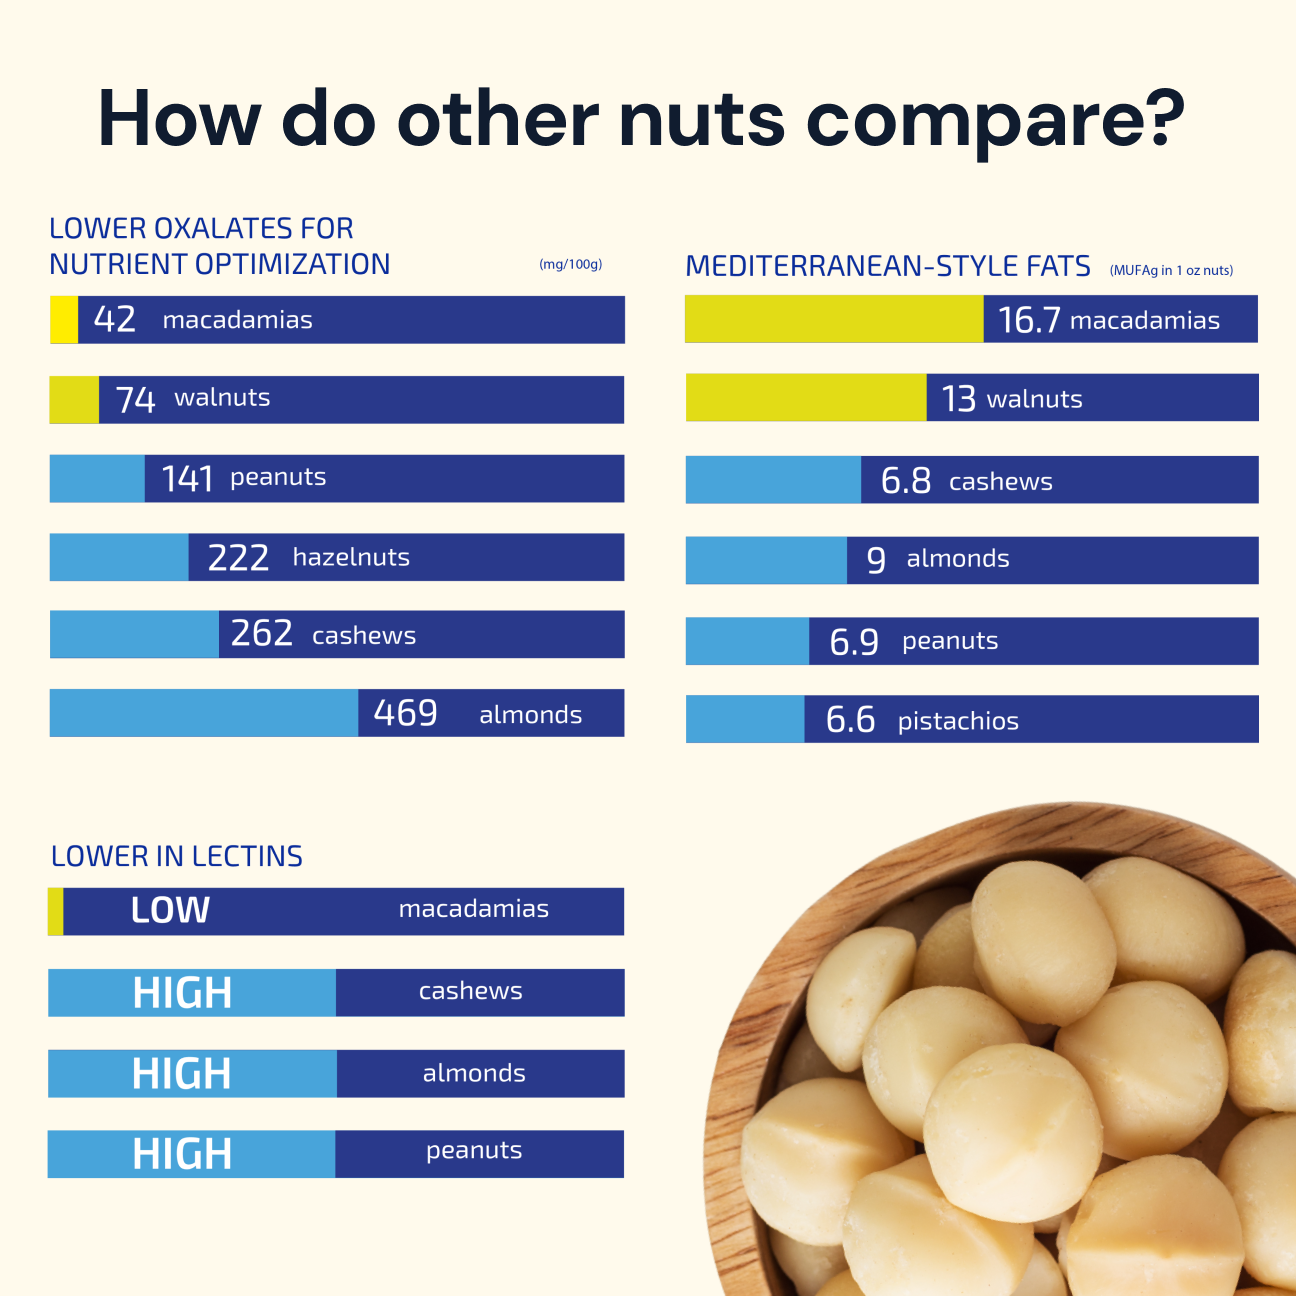 How do other nuts compare?
LOWER OXALATES FOR
NUTRIENT OPTIMIZATION (mg/100g)
42 macadamias
74 walnuts
141 peanuts
222 hazelnuts
262 cashews
469 almonds
MEDITERRANEAN-STYLE FATS (MUFAg in 1 oz nuts)
16.7 macadamias
13 walnuts
6.8 cashews
9 almonds
6.9 peanuts
6.6 pistachios
LOWER IN LECTINS
LOW macadamias
HIGH cashews
HIGH almonds
HIGH peanuts